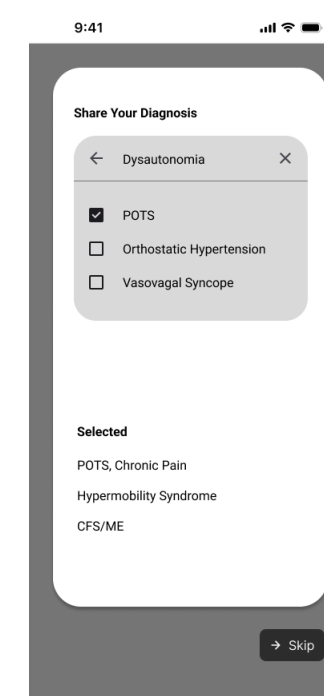 9:41
Share Your Diagnosis
Dysautonomia
POTS
Orthostatic Hypertension
Vasovagal Syncope
Selected
POTS, Chronic Pain
Hypermobility Syndrome
CFS/ME
Skip